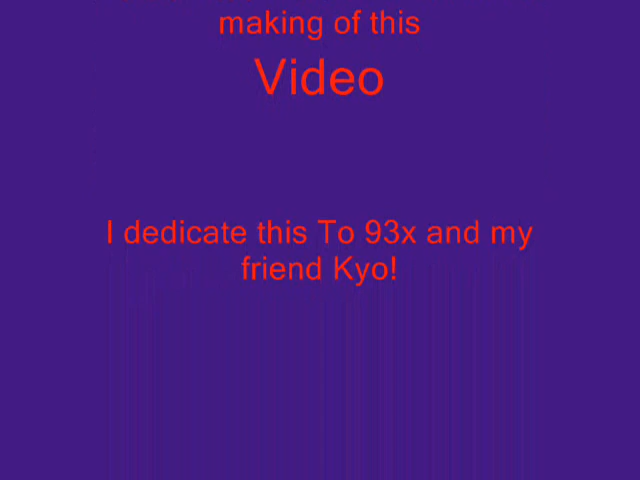 making of this
Video
I dedicate this To 93x and my
friend Kyo!